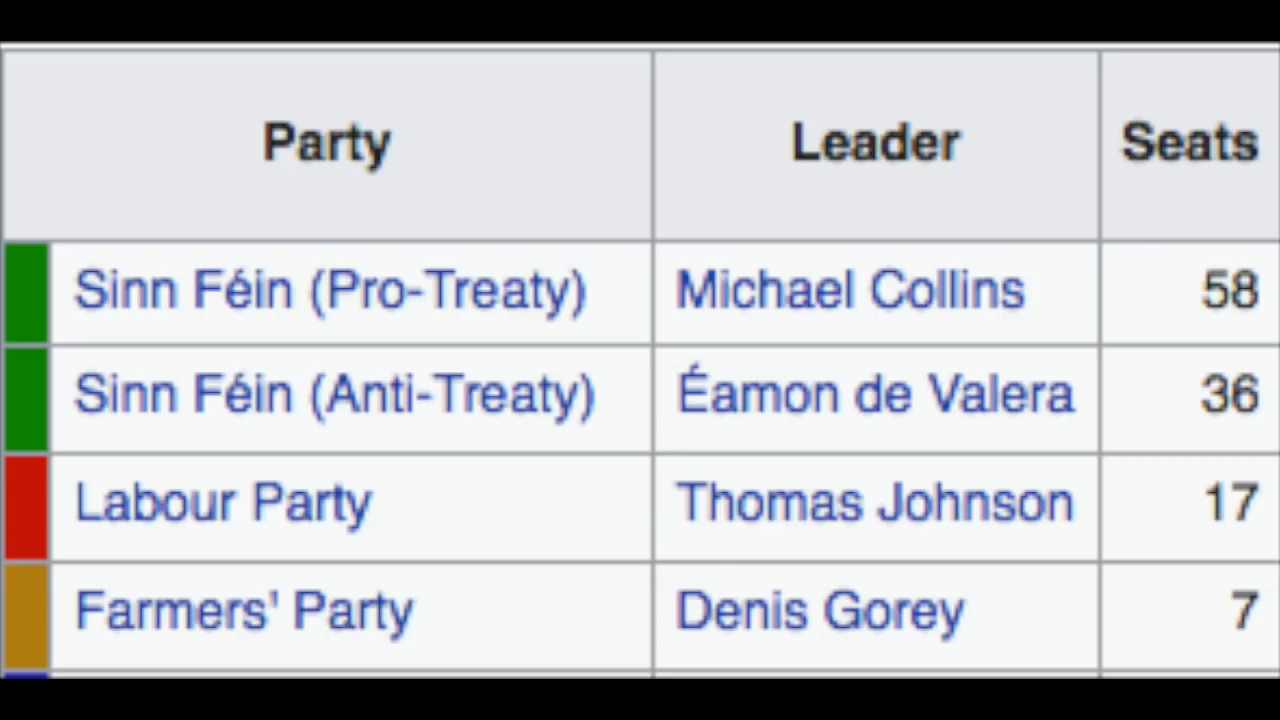 Party Leader Seats
Sinn Féin (Pro-Treaty) Michael Collins 58
Sinn Féin (Anti-Treaty) Éamon de Valera 36
Labour Party Thomas Johnson 17
Farmers' Party Denis Gorey 7